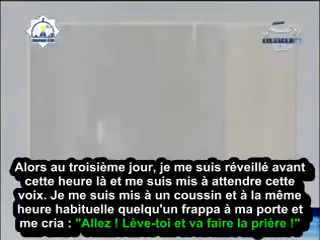 Alors au troisième jour, je me suis réveillé avant
cette heure là et me suis mis à attendre cette
voix. Je me suis mis à un coussin et à la même
heure habituelle quelqu'un frappa à ma porte et
me cria : "Allez ! Lève-toi et va faire la prière !"